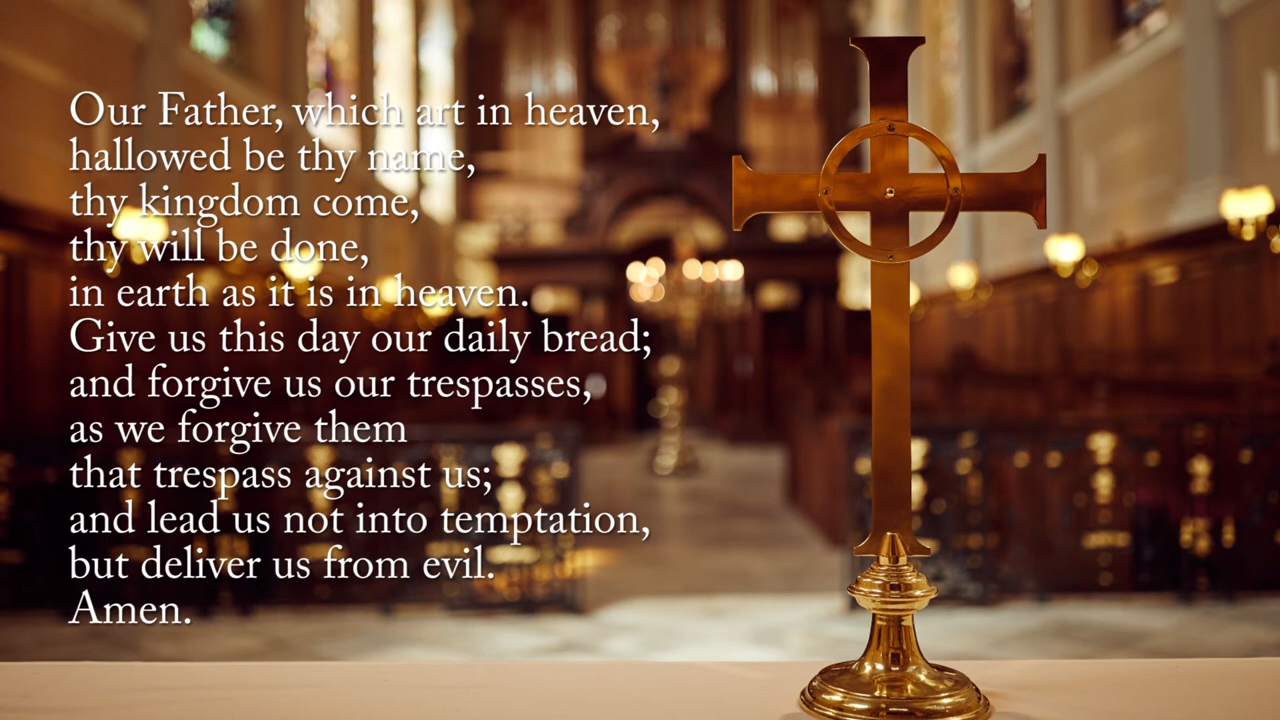 Our Father, which art in heaven,
hallowed be thy name,
thy kingdom come,
thy will be done,
in earth as it is in heaven.
Give us this day our daily bread;
and forgive us our trespasses,
as we forgive them
that trespass against us;
and lead us not into temptation,
but deliver us from evil.
Amen.